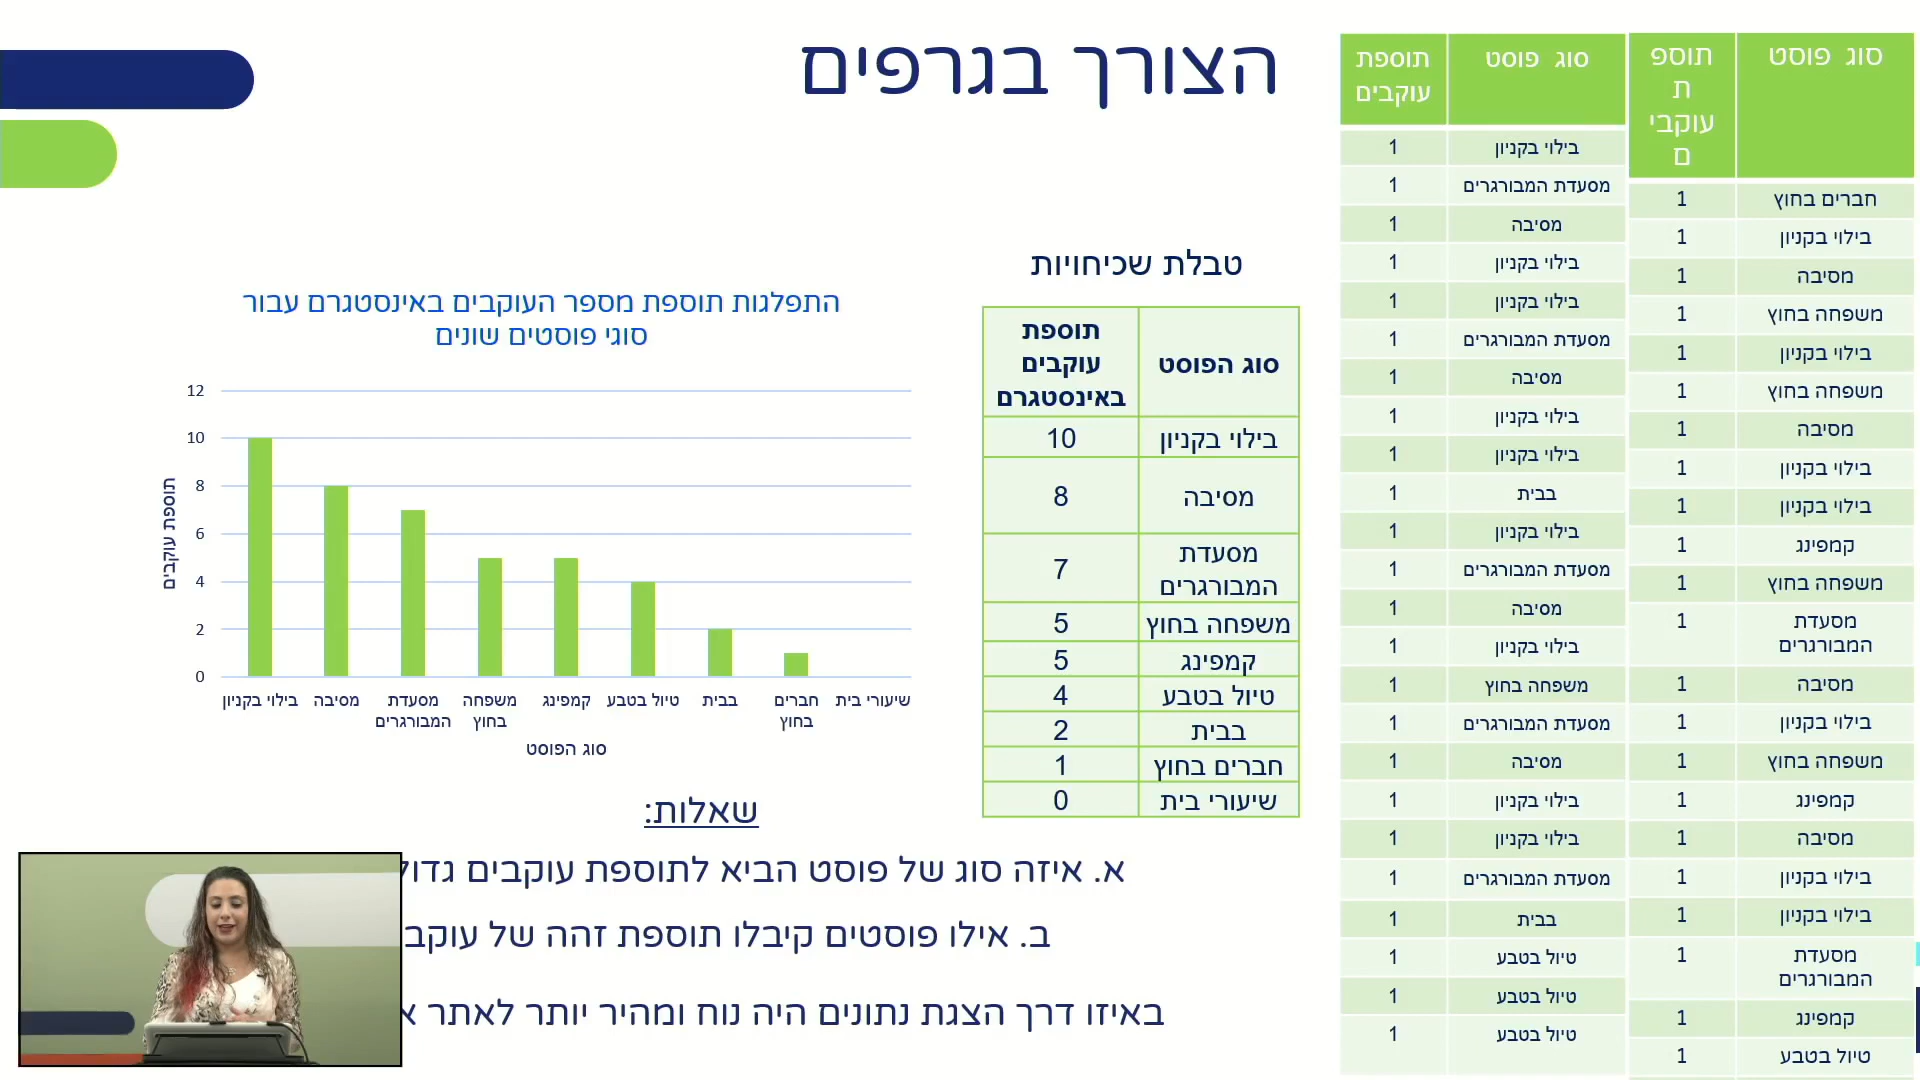 הצורך בגרפים
סוג פוסט	תוספ
ת
עוקבי
ם
חברים בחוץ	1
בילוי בקניון	1
מסיבה	1
משפחה בחוץ	1
בילוי בקניון	1
משפחה בחוץ	1
מסיבה	1
בילוי בקניון	1
בילוי בקניון	1
קמפינג	1
משפחה בחוץ	1
מסעדת	1
המבורגרים
מסיבה	1
בילוי בקניון	1
משפחה בחוץ	1
קמפינג	1
מסיבה	1
בילוי בקניון	1
בילוי בקניון	1
מסעדת	1
המבורגרים
קמפינג	1
טיול בטבע	1
סוג פוסט	תוספת
עוקבים
בילוי בקניון	1
מסעדת המבורגרים	1
מסיבה	1
בילוי בקניון	1
בילוי בקניון	1
מסעדת המבורגרים	1
מסיבה	1
בילוי בקניון	1
בילוי בקניון	1
בבית	1
בילוי בקניון	1
מסעדת המבורגרים	1
מסיבה	1
בילוי בקניון	1
משפחה בחוץ	1
מסעדת המבורגרים	1
מסיבה	1
בילוי בקניון	1
בילוי בקניון	1
מסעדת המבורגרים	1
בבית	1
טיול בטבע	1
טיול בטבע	1
טיול בטבע	1
טבלת שכיחויות
תוספת
עוקבים
באינסטגרם
סוג הפוסט
בילוי בקניון	10
מסיבה	8
מסעדת
המבורגרים	7
משפחה בחוץ	5
קמפינג	5
טיול בטבע	4
בבית	2
חברים בחוץ	1
שיעורי בית	0
התפלגות תוספת מספר העוקבים באינסטגרם עבור
סוגי פוסטים שונים
12
10
8
6
4
2
0
תוספת עוקבים
בילוי בקניון
מסיבה
מסעדת
המבורגרים
משפחה
בחוץ
קמפינג
טיול בטבע
בבית
חברים
בחוץ
שיעורי בית
סוג הפוסט
שאלות:
א. איזה סוג של פוסט הביא לתוספת עוקבים
ב. אילו פוסטים קיבלו תוספת זהה של
באיזו דרך הצגת נתונים היה נוח ומהיר יותר לאתר